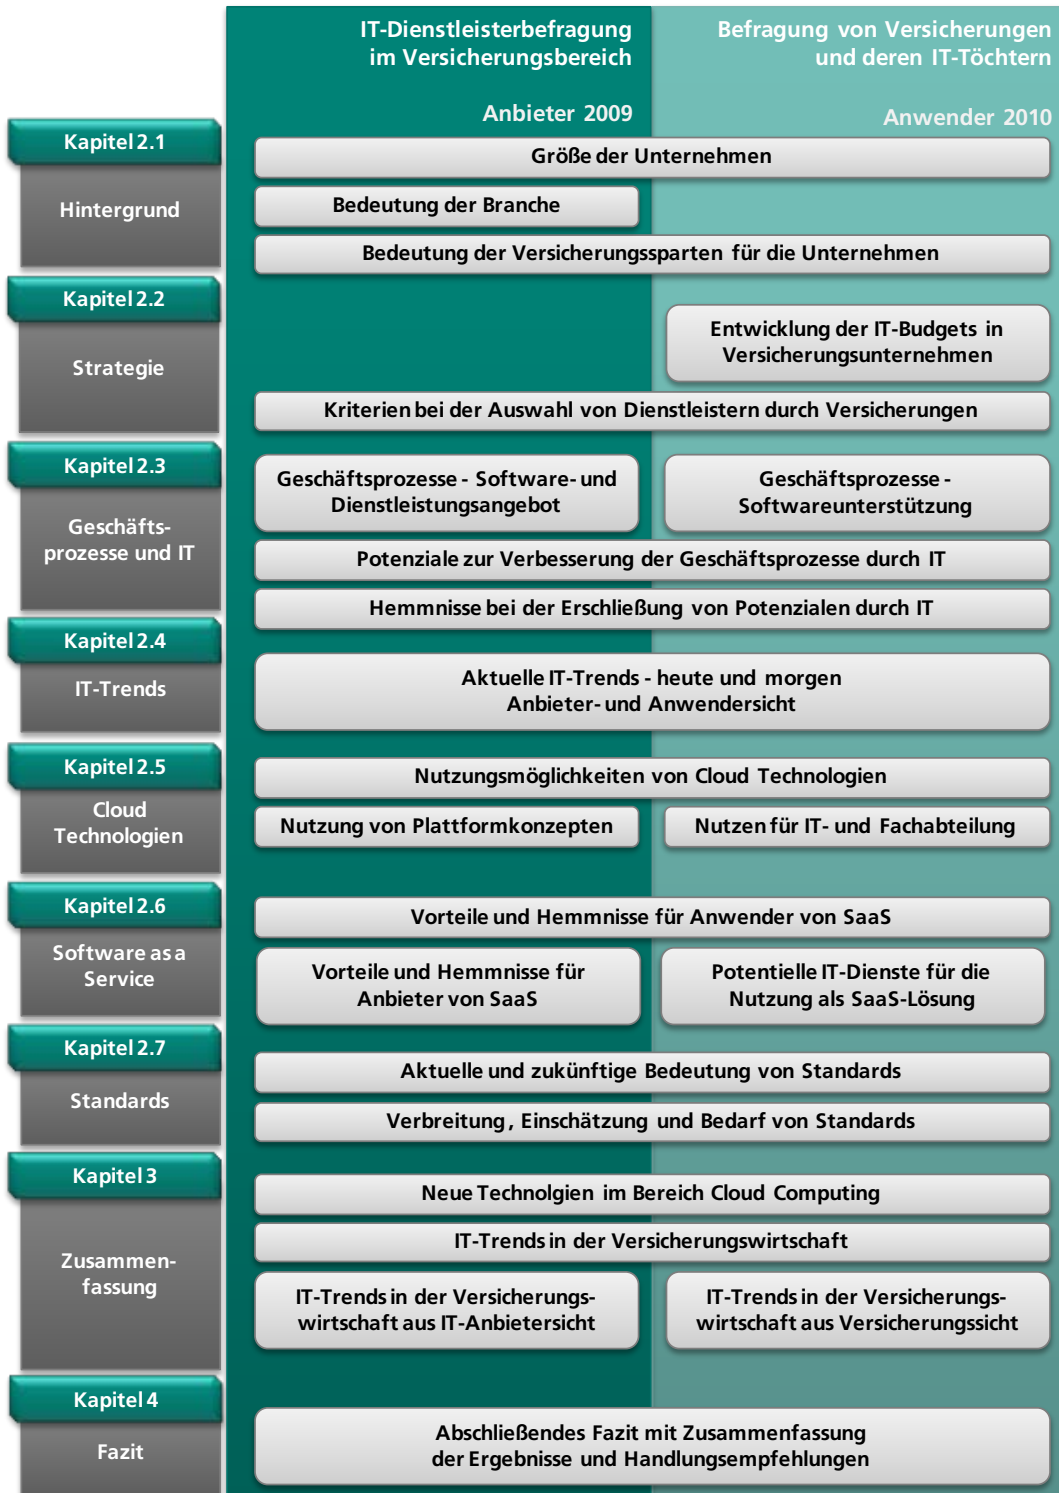 IT-Dienstleisterbefragung
im Versicherungsbereich
Anbieter 2009
Befragung von Versicherungen
und deren IT-Töchtern
Anwender 2010
Kapitel 2.1
Hintergrund
Größe der Unternehmen
Bedeutung der Branche
Bedeutung der Versicherungssparten für die Unternehmen
Kapitel 2.2
Strategie
Entwicklung der IT-Budgets in
Versicherungsunternehmen
Kriterien bei der Auswahl von Dienstleistern durch Versicherungen
Kapitel 2.3
Geschäfts-
prozesse und IT
Geschäftsprozesse - Software- und
Dienstleistungsangebot
Geschäftsprozesse -
Softwareunterstützung
Potenziale zur Verbesserung der Geschäftsprozesse durch IT
Hemmnisse bei der Erschließung von Potenzialen durch IT
Kapitel 2.4
IT-Trends
Aktuelle IT-Trends - heute und morgen
Anbieter- und Anwendersicht
Kapitel 2.5
Cloud
Technologien
Nutzungsmöglichkeiten von Cloud Technologien
Nutzung von Plattformkonzepten
Nutzen für IT- und Fachabteilung
Kapitel 2.6
Software as a
Service
Vorteile und Hemmnisse für Anwender von SaaS
Vorteile und Hemmnisse für
Anbieter von SaaS
Potentielle IT-Dienste für die
Nutzung als SaaS-Lösung
Kapitel 2.7
Standards
Aktuelle und zukünftige Bedeutung von Standards
Verbreitung, Einschätzung und Bedarf von Standards
Kapitel 3
Zusammen-
fassung
Neue Technolgien im Bereich Cloud Computing
IT-Trends in der Versicherungswirtschaft
IT-Trends in der Versicherungs-
wirtschaft aus IT-Anbietersicht
IT-Trends in der Versicherungs-
wirtschaft aus Versicherungssicht
Kapitel 4
Fazit
Abschließendes Fazit mit Zusammenfassung
der Ergebnisse und Handlungsempfehlungen